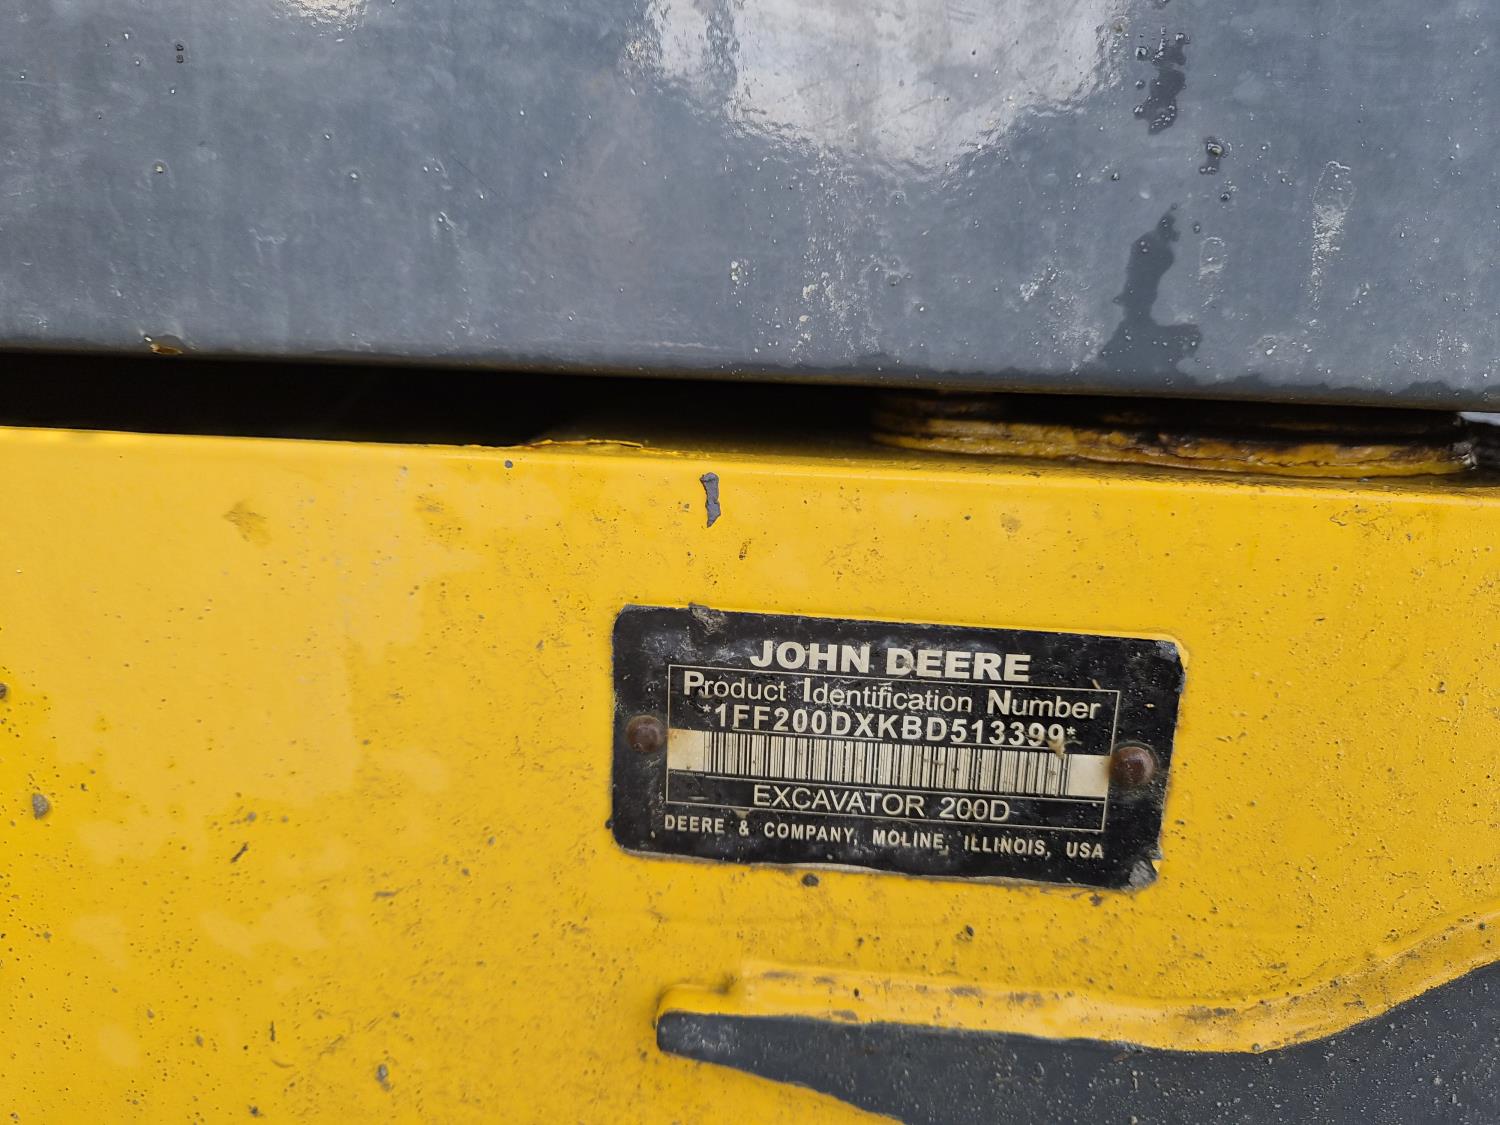 JOHN DEERE
Product Identification Number
*1FF200DXKBD513399*
EXCAVATOR 200D
DEERE & COMPANY, MOLINE, ILLINOIS, USA